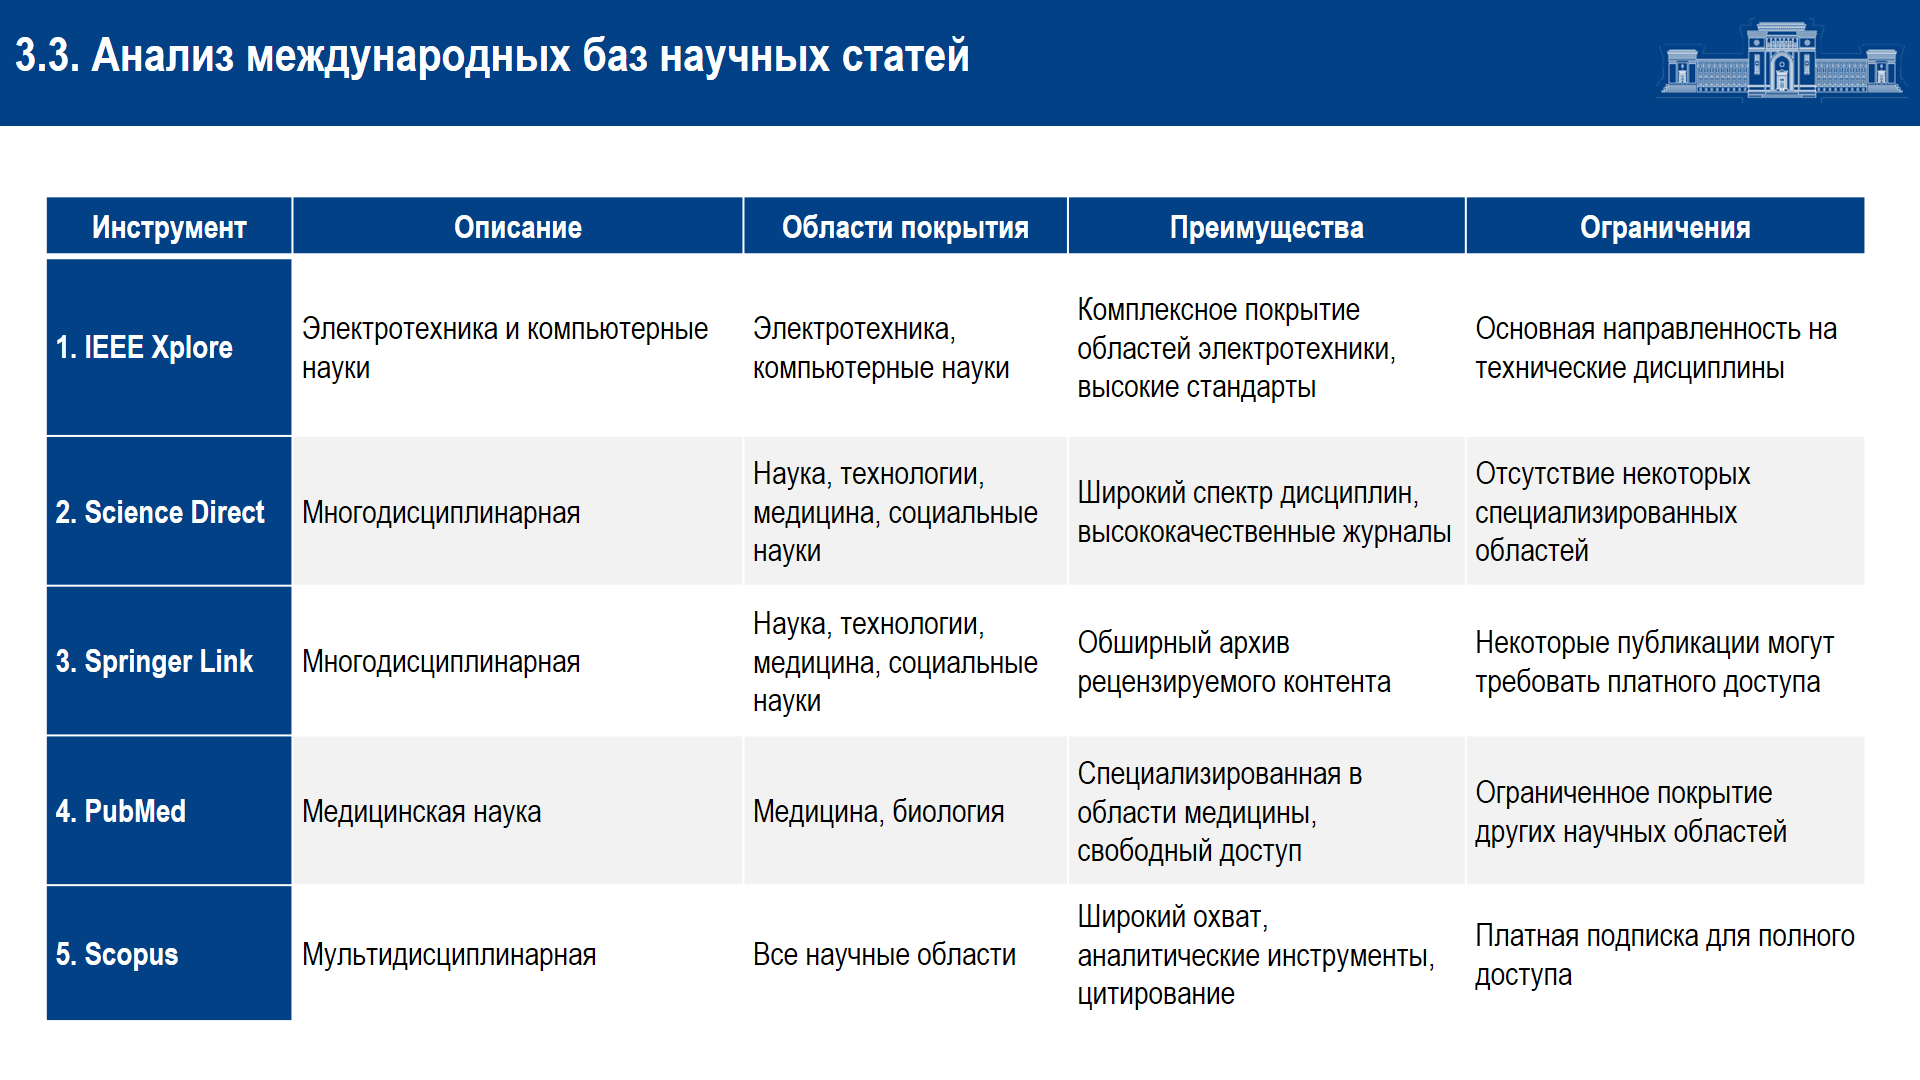 3.3. Анализ международных баз научных статей
Инструмент
Описание
Области покрытия
Преимущества
Ограничения
1. IEEE Xplore
Электротехника и компьютерные
науки
Электротехника,
компьютерные науки
Комплексное покрытие
областей электротехники,
высокие стандарты
Основная направленность на
технические дисциплины
2. Science Direct
Многодисциплинарная
Наука, технологии,
медицина, социальные
науки
Широкий спектр дисциплин,
высококачественные журналы
Отсутствие некоторых
специализированных
областей
3. Springer Link
Многодисциплинарная
Наука, технологии,
медицина, социальные
науки
Обширный архив
рецензируемого контента
Некоторые публикации могут
требовать платного доступа
4. PubMed
Медицинская наука
Медицина, биология
Специализированная в
области медицины,
свободный доступ
Ограниченное покрытие
других научных областей
5. Scopus
Мультидисциплинарная
Все научные области
Широкий охват,
аналитические инструменты,
цитирование
Платная подписка для полного
доступа